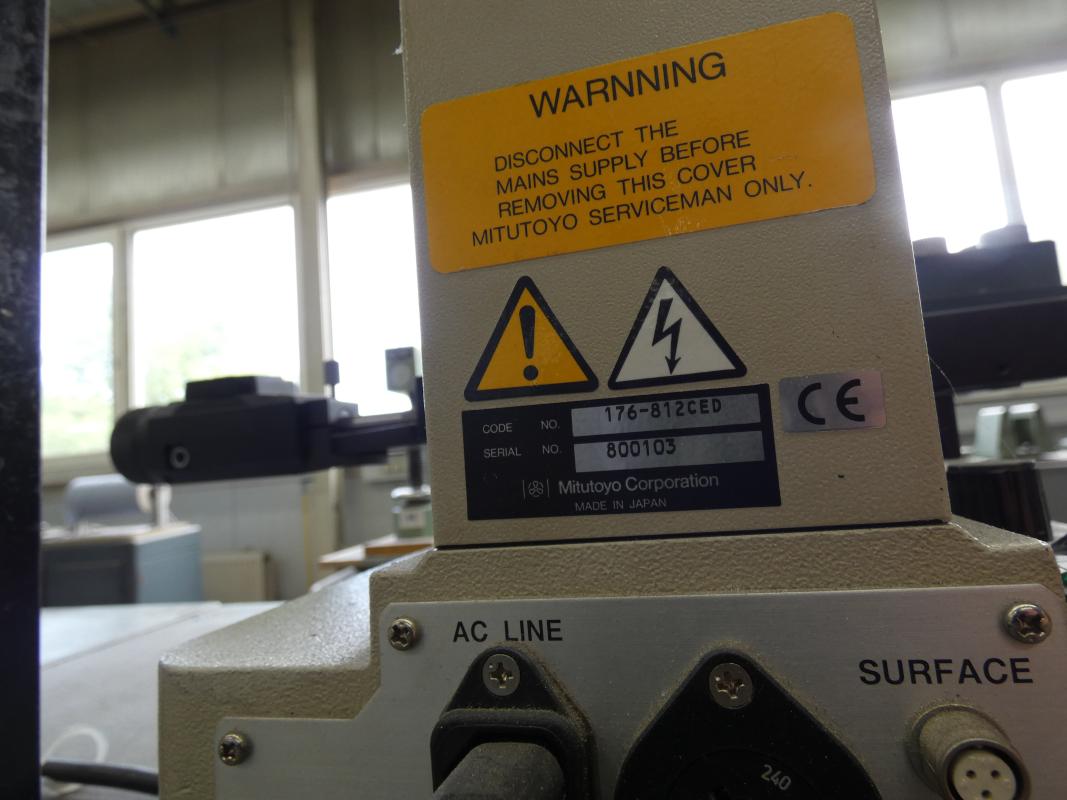 WARNNING
DISCONNECT THE
MAINS SUPPLY BEFORE
REMOVING THIS COVER
MITUTOYO SERVICEMAN ONLY.
CODE NO. 176-812CED
SERIAL NO. 800103
Mitutoyo Corporation
MADE IN JAPAN
CE
AC LINE
SURFACE
240